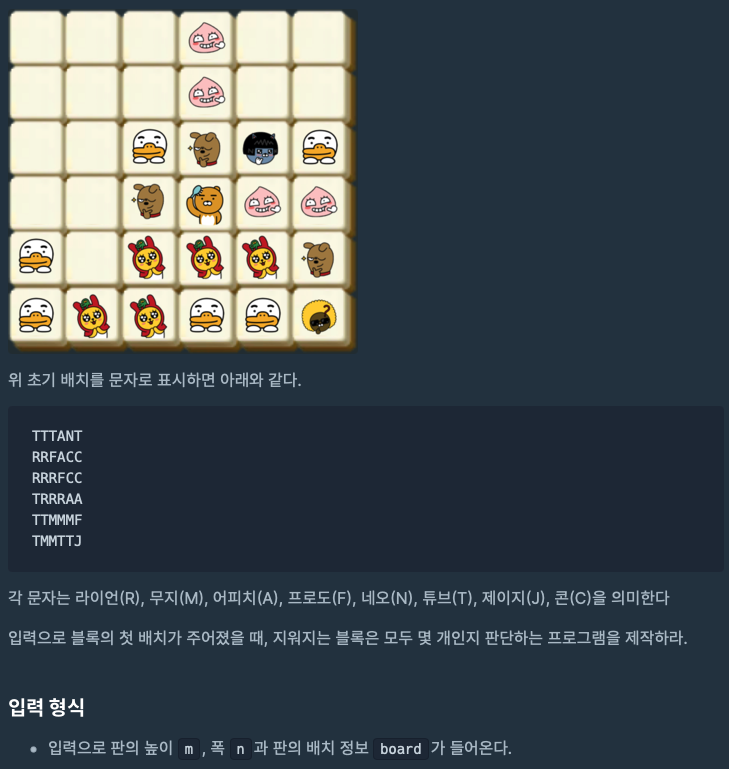 위 초기 배치를 문자로 표시하면 아래와 같다.
TTTANT
RRFACC
RRRFCC
TRRRAA
TTMMMF
TMMTTJ
각 문자는 라이언(R), 무지(M), 어피치(A), 프로도(F), 네오(N), 튜브(T), 제이지(J), 콘(C)을 의미한다
입력으로 블록의 첫 배치가 주어졌을 때, 지워지는 블록은 모두 몇 개인지 판단하는 프로그램을 제작하라.
입력 형식
• 입력으로 판의 높이 m, 폭 n과 판의 배치 정보 board가 들어온다.